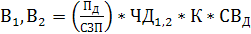 В₁,В₂ = (П_Д / СЗП) * ЧД₁,₂ * К * СВ_Д